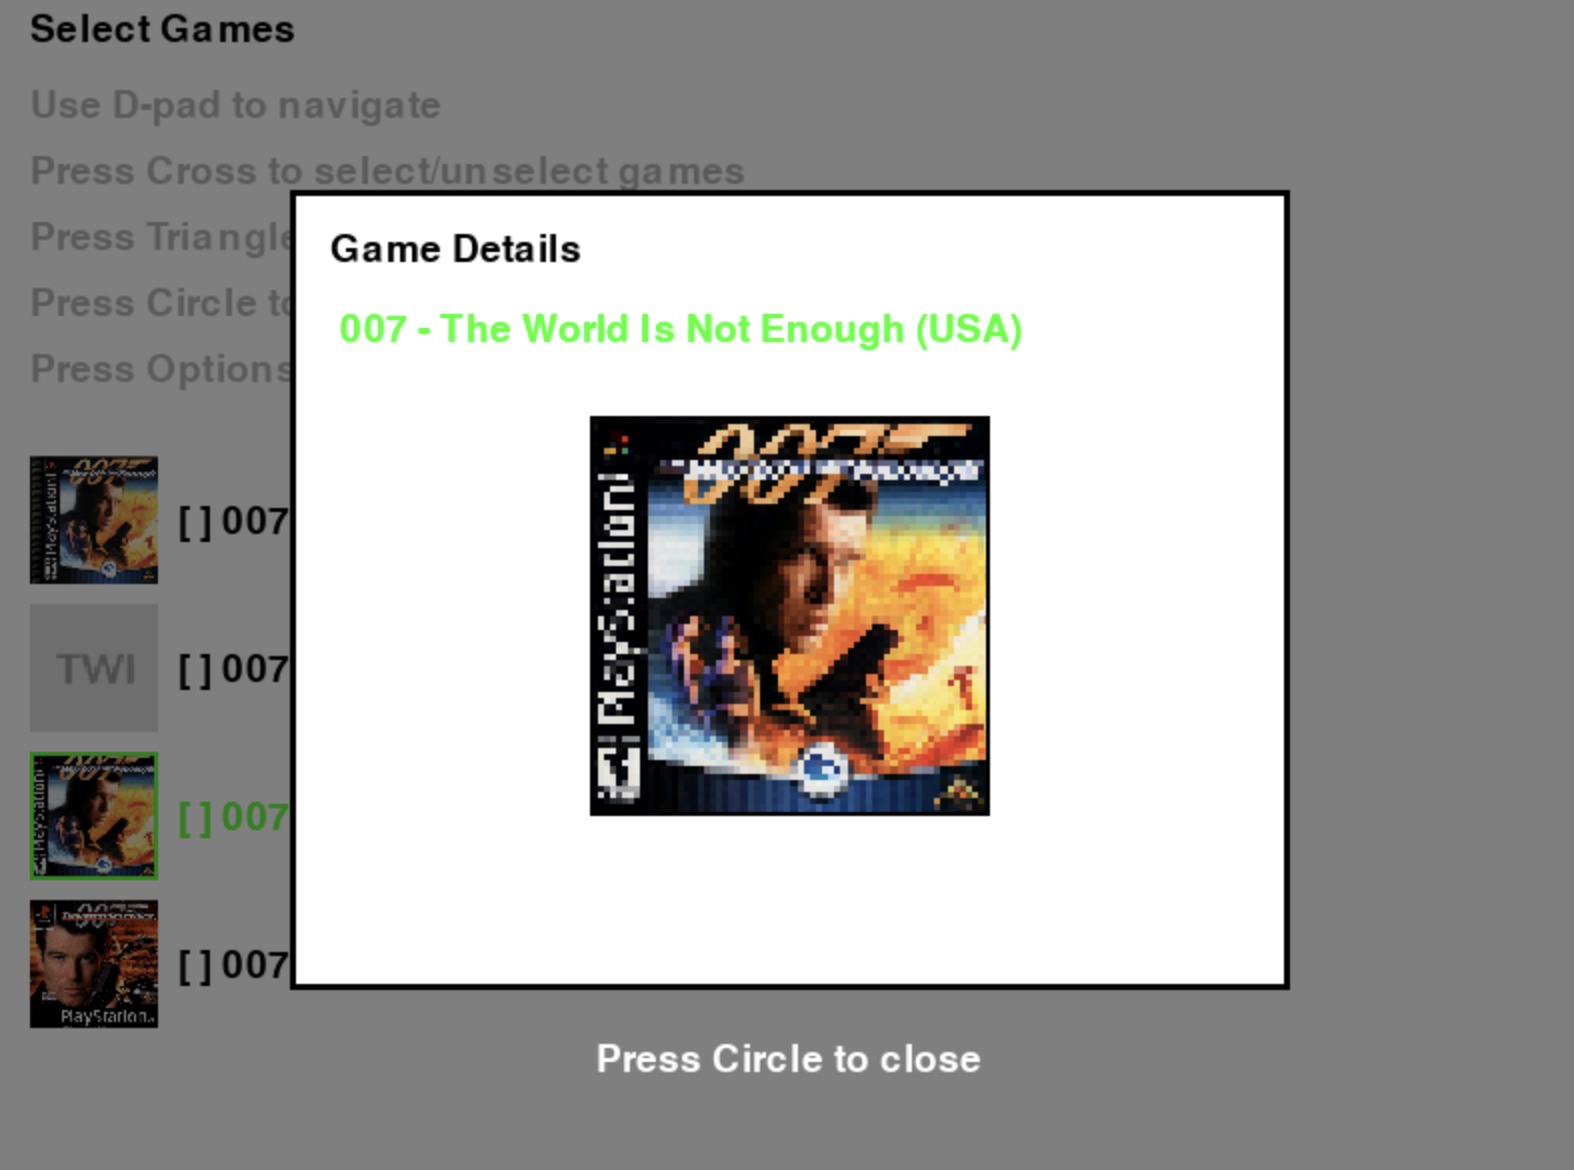 Select Games
Use D-pad to navigate
Press Cross to select/unselect games
Press Triangle
Press Circle to
Press Options
Game Details
007 - The World Is Not Enough (USA)
007
PlayStation
[ ] 007
TWI
[ ] 007
[ ] 007
[ ] 007
PlayStation
Press Circle to close